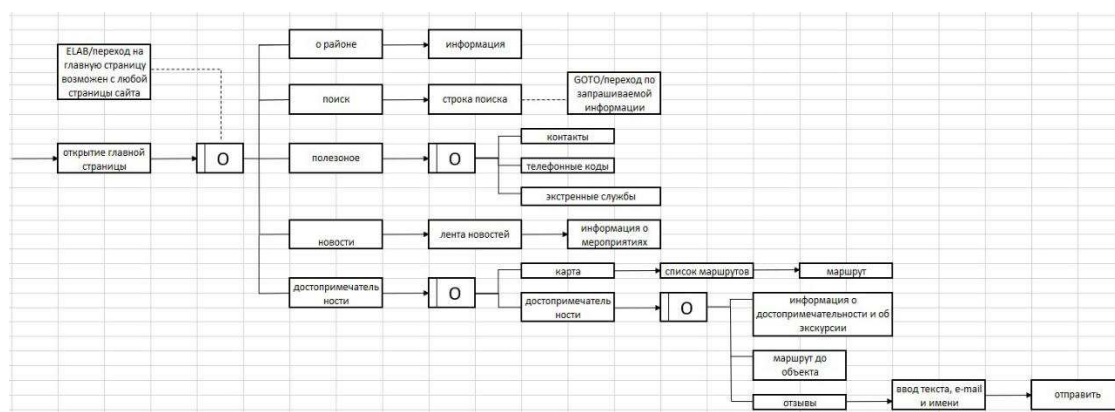 ELAB/переход на
главную страницу
возможен с любой
страницы сайта
открытие главной
страницы
О
о районе
информация
поиск
строка поиска
GOTO/переход по
запрашиваемой
информации
полезоное
О
контакты
телефонные коды
экстренные службы
новости
лента новостей
информация о
мероприятиях
достопримечатель
ности
О
карта
список маршрутов
маршрут
достопримечатель
ности
О
информация о
достопримечательности и об
экскурсии
маршрут до
объекта
отзывы
ввод текста, e-mail
и имени
отправить